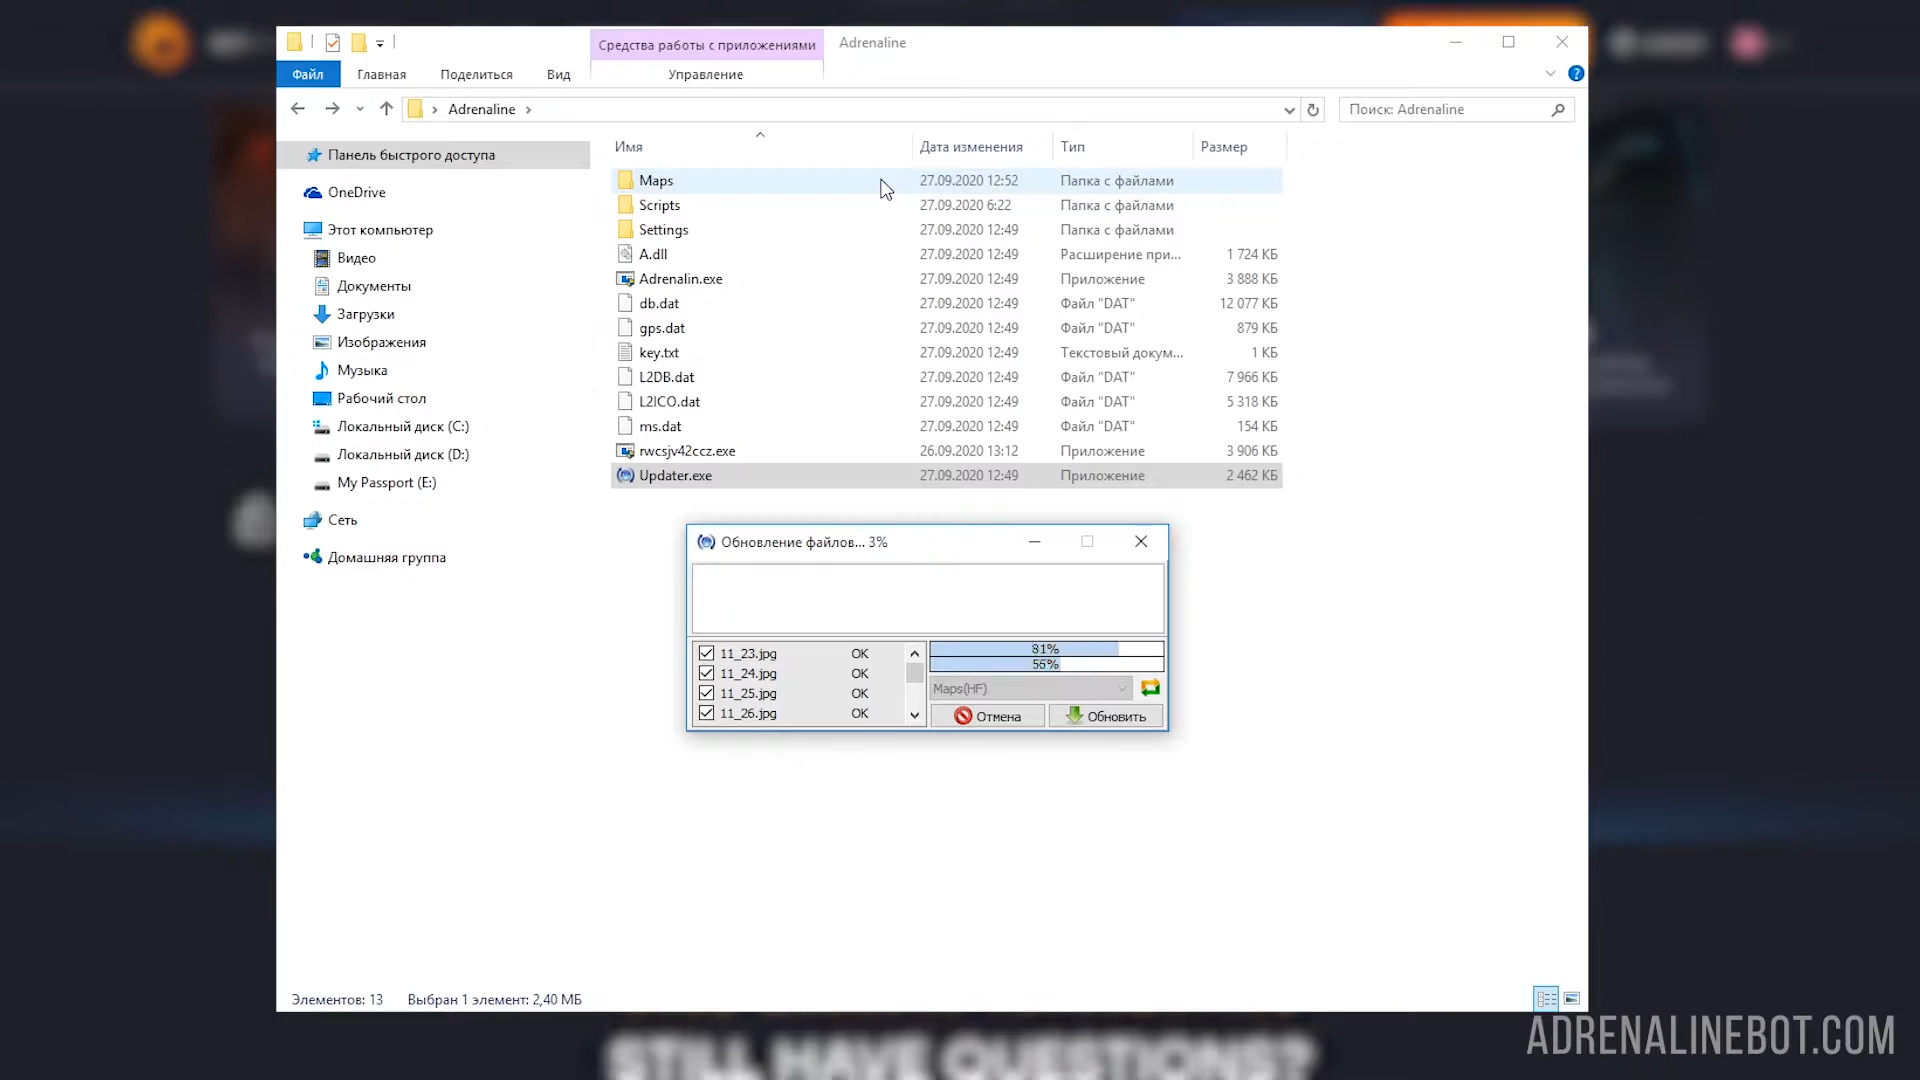 Средства работы с приложениями
Adrenaline
Файл
Главная
Поделиться
Вид
Управление
Adrenaline
Поиск: Adrenaline
Имя
Дата изменения
Тип
Размер
Панель быстрого доступа
OneDrive
Этот компьютер
Видео
Документы
Загрузки
Изображения
Музыка
Рабочий стол
Локальный диск (C:)
Локальный диск (D:)
My Passport (E:)
Сеть
Домашняя группа
Maps 27.09.2020 12:52 Папка с файлами
Scripts 27.09.2020 6:22 Папка с файлами
Settings 27.09.2020 12:49 Папка с файлами
A.dll 27.09.2020 12:49 Расширение при... 1 724 КБ
Adrenalin.exe 27.09.2020 12:49 Приложение 3 888 КБ
db.dat 27.09.2020 12:49 Файл "DAT" 12 077 КБ
gps.dat 27.09.2020 12:49 Файл "DAT" 879 КБ
key.txt 27.09.2020 12:49 Текстовый докум... 1 КБ
L2DB.dat 27.09.2020 12:49 Файл "DAT" 7 966 КБ
L2ICO.dat 27.09.2020 12:49 Файл "DAT" 5 318 КБ
ms.dat 27.09.2020 12:49 Файл "DAT" 154 КБ
rwcsjv42ccz.exe 26.09.2020 13:12 Приложение 3 906 КБ
Updater.exe 27.09.2020 12:49 Приложение 2 462 КБ
Обновление файлов... 3%
11_23.jpg OK
11_24.jpg OK
11_25.jpg OK
11_26.jpg OK
81%
56%
Maps(HF)
Отмена
Обновить
Элементов: 13
Выбран 1 элемент: 2,40 МБ
STILL HAVE QUESTIONS?
ADRENALINEBOT.COM